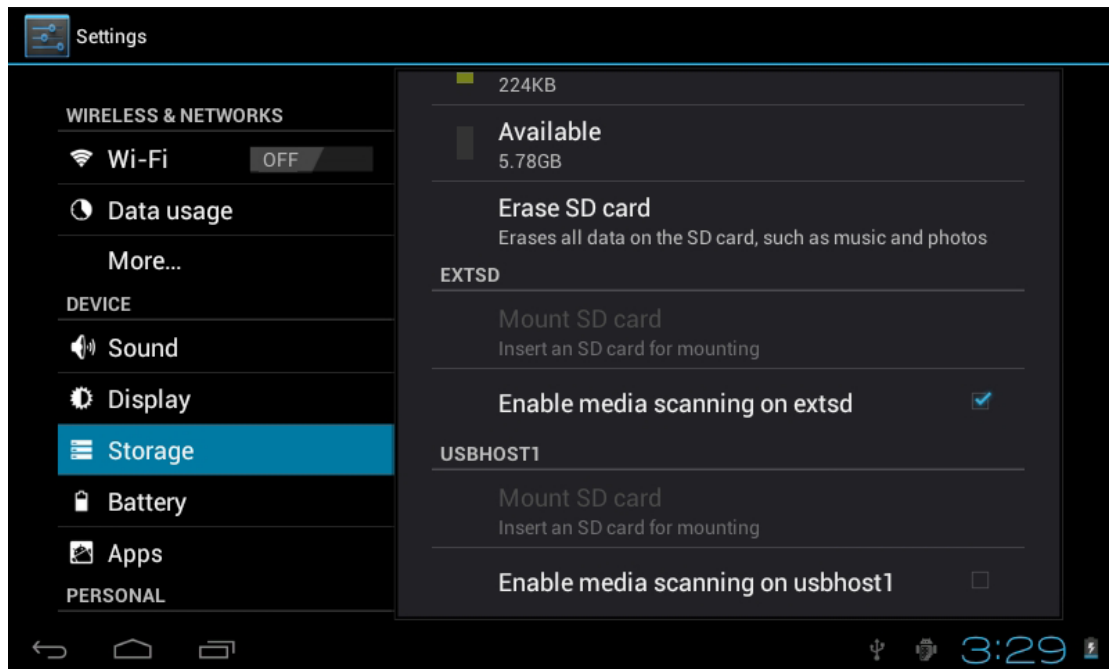 Settings
WIRELESS & NETWORKS
Wi-Fi OFF
Data usage
More...
DEVICE
Sound
Display
Storage
Battery
Apps
PERSONAL
224KB
Available
5.78GB
Erase SD card
Erases all data on the SD card, such as music and photos
EXTSD
Mount SD card
Insert an SD card for mounting
Enable media scanning on extsd
USBHOST1
Mount SD card
Insert an SD card for mounting
Enable media scanning on usbhost1
3:29